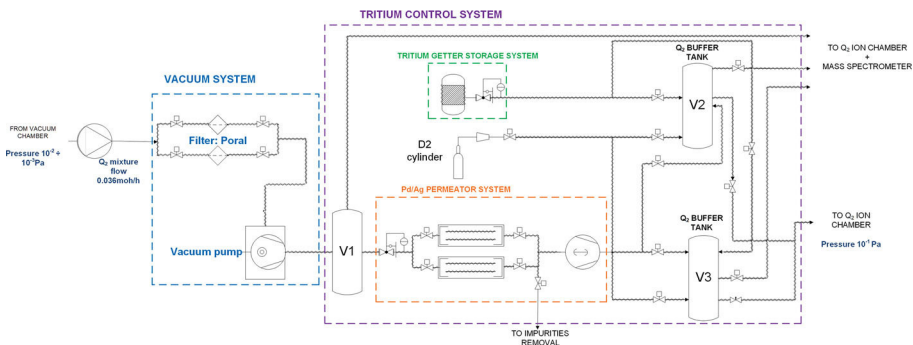 TRITIUM CONTROL SYSTEM
TRITIUM GETTER STORAGE SYSTEM
Q₂ BUFFER
TANK
V2
TO Q₂ ION CHAMBER
+
MASS SPECTROMETER
VACUUM SYSTEM
FROM VACUUM
CHAMBER
Pressure 10⁻² ÷
10⁻³Pa
Q₂ mixture
flow
0.036moh/h
Filter: Poral
D2
cylinder
Pd/Ag PERMEATOR SYSTEM
Vacuum pump
V1
Q₂ BUFFER
TANK
V3
TO Q₂ ION
CHAMBER
Pressure 10⁻¹ Pa
TO IMPURITIES
REMOVAL